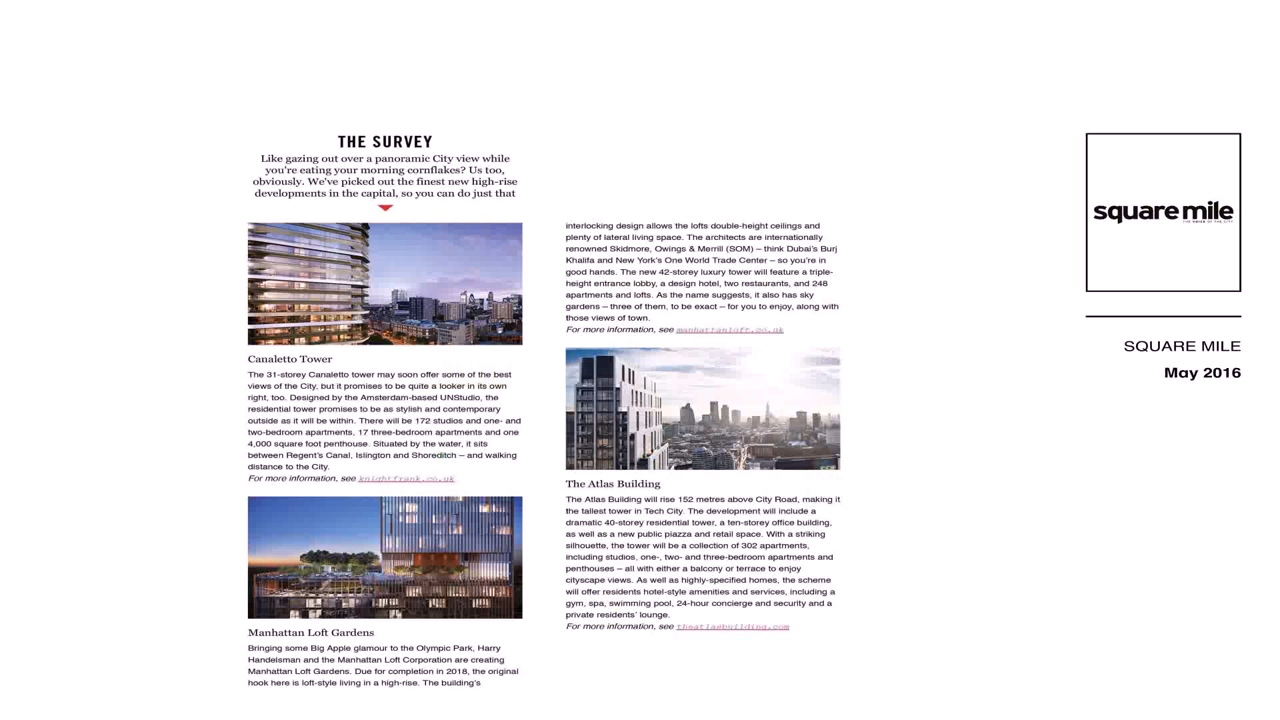 THE SURVEY
Like gazing out over a panoramic City view while
you're eating your morning cornflakes? Us too,
obviously. We've picked out the finest new high-rise
developments in the capital, so you can do just that
Canaletto Tower
The 31-storey Canaletto tower may soon offer some of the best
views of the City, but it promises to be quite a looker in its own
right, too. Designed by the Amsterdam-based UNStudio, the
residential tower promises to be as stylish and contemporary
outside as it will be within. There will be 172 studios and one- and
two-bedroom apartments, 17 three-bedroom apartments and one
4,000 square foot penthouse. Situated by the water, it sits
between Regent's Canal, Islington and Shoreditch – and walking
distance to the City.
For more information, see knightfrank.co.uk
Manhattan Loft Gardens
Bringing some Big Apple glamour to the Olympic Park, Harry
Handelsman and the Manhattan Loft Corporation are creating
Manhattan Loft Gardens. Due for completion in 2018, the original
hook here is loft-style living in a high-rise. The building's
interlocking design allows the lofts double-height ceilings and
plenty of lateral living space. The architects are internationally
renowned Skidmore, Owings & Merrill (SOM) – think Dubai's Burj
Khalifa and New York's One World Trade Center – so you're in
good hands. The new 42-storey luxury tower will feature a triple-
height entrance lobby, a design hotel, two restaurants, and 248
apartments and lofts. As the name suggests, it also has sky
gardens – three of them, to be exact – for you to enjoy, along with
those views of town.
For more information, see manhattanloft.co.uk
The Atlas Building
The Atlas Building will rise 152 metres above City Road, making it
the tallest tower in Tech City. The development will include a
dramatic 40-storey residential tower, a ten-storey office building,
as well as a new public piazza and retail space. With a striking
silhouette, the tower will be a collection of 302 apartments,
including studios, one-, two- and three-bedroom apartments and
penthouses – all with either a balcony or terrace to enjoy
cityscape views. As well as highly-specified homes, the scheme
will offer residents hotel-style amenities and services, including a
gym, spa, swimming pool, 24-hour concierge and security and a
private residents' lounge.
For more information, see theatlasbuilding.com
square mile
THE VOICE OF THE CITY
SQUARE MILE
May 2016